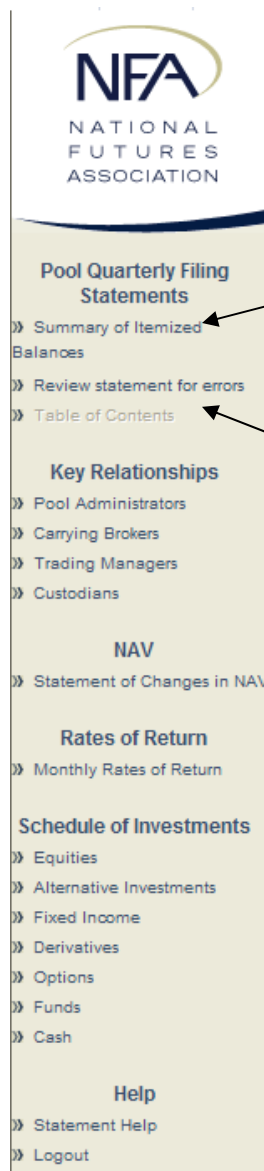 NFA
NATIONAL
FUTURES
ASSOCIATION
Pool Quarterly Filing
Statements
» Summary of Itemized
Balances
» Review statement for errors
» Table of Contents
Key Relationships
» Pool Administrators
» Carrying Brokers
» Trading Managers
» Custodians
NAV
» Statement of Changes in NAV
Rates of Return
» Monthly Rates of Return
Schedule of Investments
» Equities
» Alternative Investments
» Fixed Income
» Derivatives
» Options
» Funds
» Cash
Help
» Statement Help
» Logout